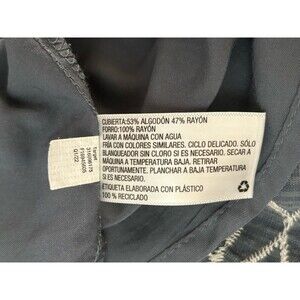 CUBIERTA:53% ALGODÓN 47% RAYÓN
FORRO:100% RAYÓN
LAVAR A MÁQUINA CON AGUA
FRÍA CON COLORES SIMILARES. CICLO DELICADO. SÓLO
BLANQUEADOR SIN CLORO SI ES NECESARIO. SECAR A
MÁQUINA A TEMPERATURA BAJA. RETIRAR
OPORTUNAMENTE. PLANCHAR A TEMPERATURA BAJA
SI ES NECESARIO.
ETIQUETA ELABORADA CON PLÁSTICO
100 % RECICLADO
Target